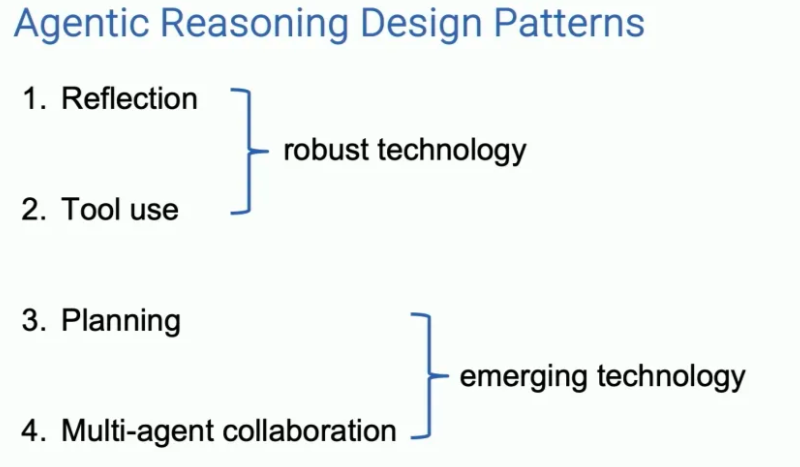 Agentic Reasoning Design Patterns
1. Reflection
robust technology
2. Tool use
3. Planning
emerging technology
4. Multi-agent collaboration